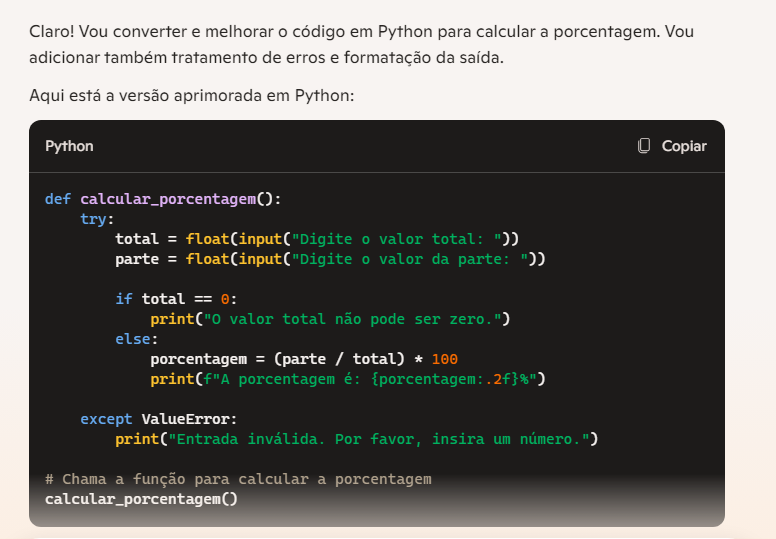 Claro! Vou converter e melhorar o código em Python para calcular a porcentagem. Vou
adicionar também tratamento de erros e formatação da saída.
Aqui está a versão aprimorada em Python:
Python
Copiar
def calcular_porcentagem():
    try:
        total = float(input("Digite o valor total: "))
        parte = float(input("Digite o valor da parte: "))

        if total == 0:
            print("O valor total não pode ser zero.")
        else:
            porcentagem = (parte / total) * 100
            print(f"A porcentagem é: {porcentagem:.2f}%")

    except ValueError:
        print("Entrada inválida. Por favor, insira um número.")

# Chama a função para calcular a porcentagem
calcular_porcentagem()